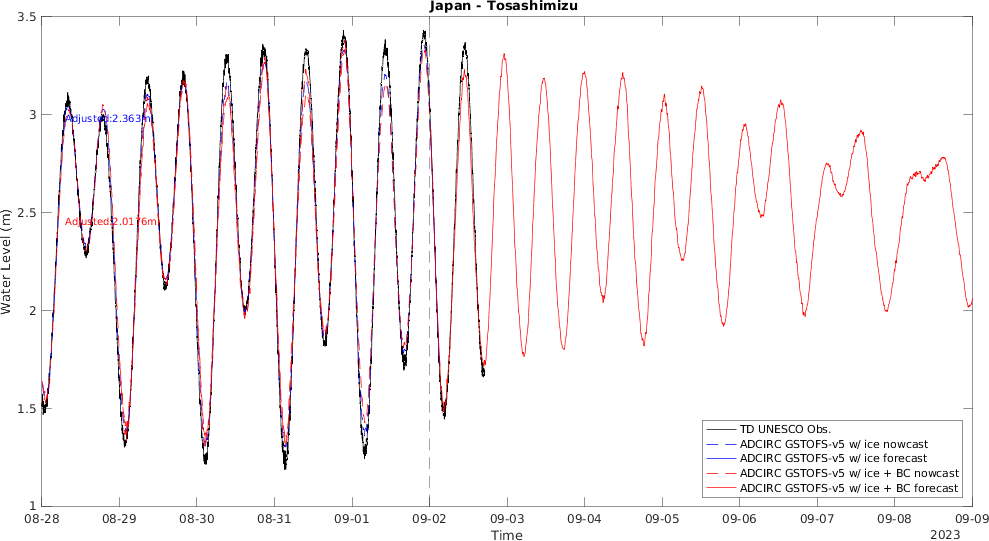 Japan - Tosashimizu
3.5
3
2.5
2
1.5
1
Water Level (m)
Adjusted:2.363m
Adjusted:2.0176m
TD UNESCO Obs.
ADCIRC GSTOFS-v5 w/ ice nowcast
ADCIRC GSTOFS-v5 w/ ice forecast
ADCIRC GSTOFS-v5 w/ ice + BC nowcast
ADCIRC GSTOFS-v5 w/ ice + BC forecast
08-28 08-29 08-30 08-31 09-01 09-02 09-03 09-04 09-05 09-06 09-07 09-08 09-09
Time
2023